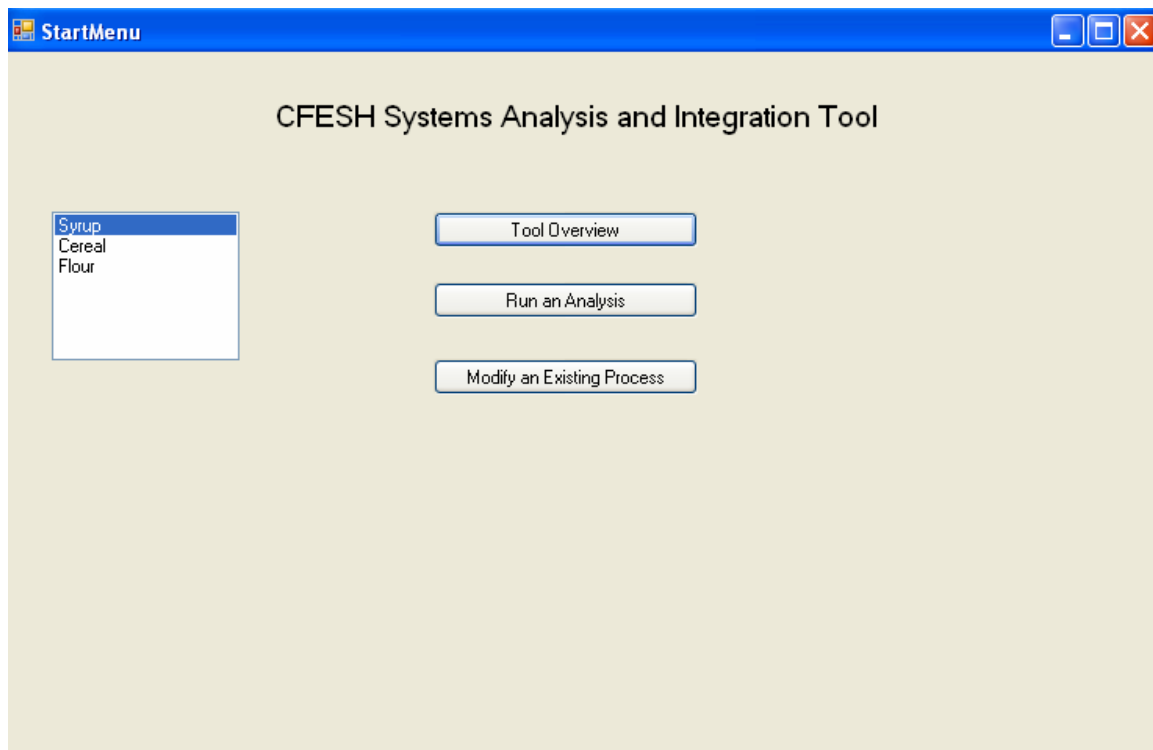 StartMenu
CFESH Systems Analysis and Integration Tool
Syrup
Cereal
Flour
Tool Overview
Run an Analysis
Modify an Existing Process